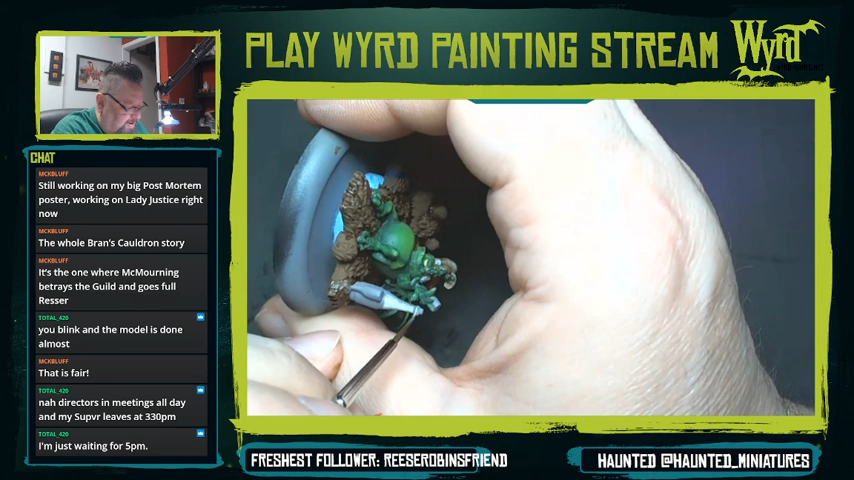 PLAY WYRD PAINTING STREAM
Wyrd
CHAT
MCKBLUFF
Still working on my big Post Mortem
poster, working on Lady Justice right
now
MCKBLUFF
The whole Bran's Cauldron story
MCKBLUFF
It's the one where McMourning
betrays the Guild and goes full
Resser
TOTAL_420
you blink and the model is done
almost
MCKBLUFF
That is fair!
TOTAL_420
nah directors in meetings all day
and my Supvr leaves at 330pm
TOTAL_420
I'm just waiting for 5pm.
FRESHEST FOLLOWER: REESEROBINSFRIEND
HAUNTED @HAUNTED_MINIATURES